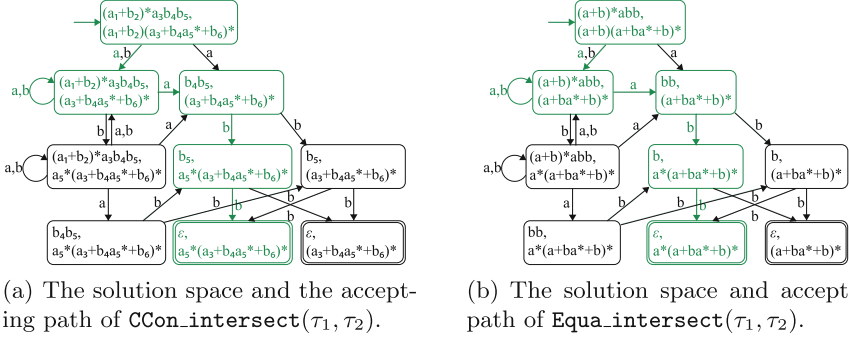 (a₁+b₂)*a₃b₄b₅,
(a₁+b₂)(a₃+b₄a₅*+b₆)*
a,b
a
a,b
(a₁+b₂)*a₃b₄b₅,
(a₃+b₄a₅*+b₆)*
a
b₄b₅,
(a₃+b₄a₅*+b₆)*
b
a,b
a
b
b
a,b
(a₁+b₂)*a₃b₄b₅,
a₅*(a₃+b₄a₅*+b₆)*
b₅,
a₅*(a₃+b₄a₅*+b₆)*
b₅,
(a₃+b₄a₅*+b₆)*
a
b
b
b
b
b
b
b₄b₅,
a₅*(a₃+b₄a₅*+b₆)*
ε,
a₅*(a₃+b₄a₅*+b₆)*
ε,
(a₃+b₄a₅*+b₆)*
(a) The solution space and the accept-
ing path of CCon_intersect(τ₁, τ₂).
(a+b)*abb,
(a+b)(a+ba*+b)*
a,b
a
a,b
(a+b)*abb,
(a+ba*+b)*
a
bb,
(a+ba*+b)*
b
a,b
a
b
b
a,b
(a+b)*abb,
a*(a+ba*+b)*
b,
a*(a+ba*+b)*
b,
(a+ba*+b)*
a
b
b
b
b
b
b
bb,
a*(a+ba*+b)*
ε,
a*(a+ba*+b)*
ε,
(a+ba*+b)*
(b) The solution space and accept
path of Equa_intersect(τ₁, τ₂).